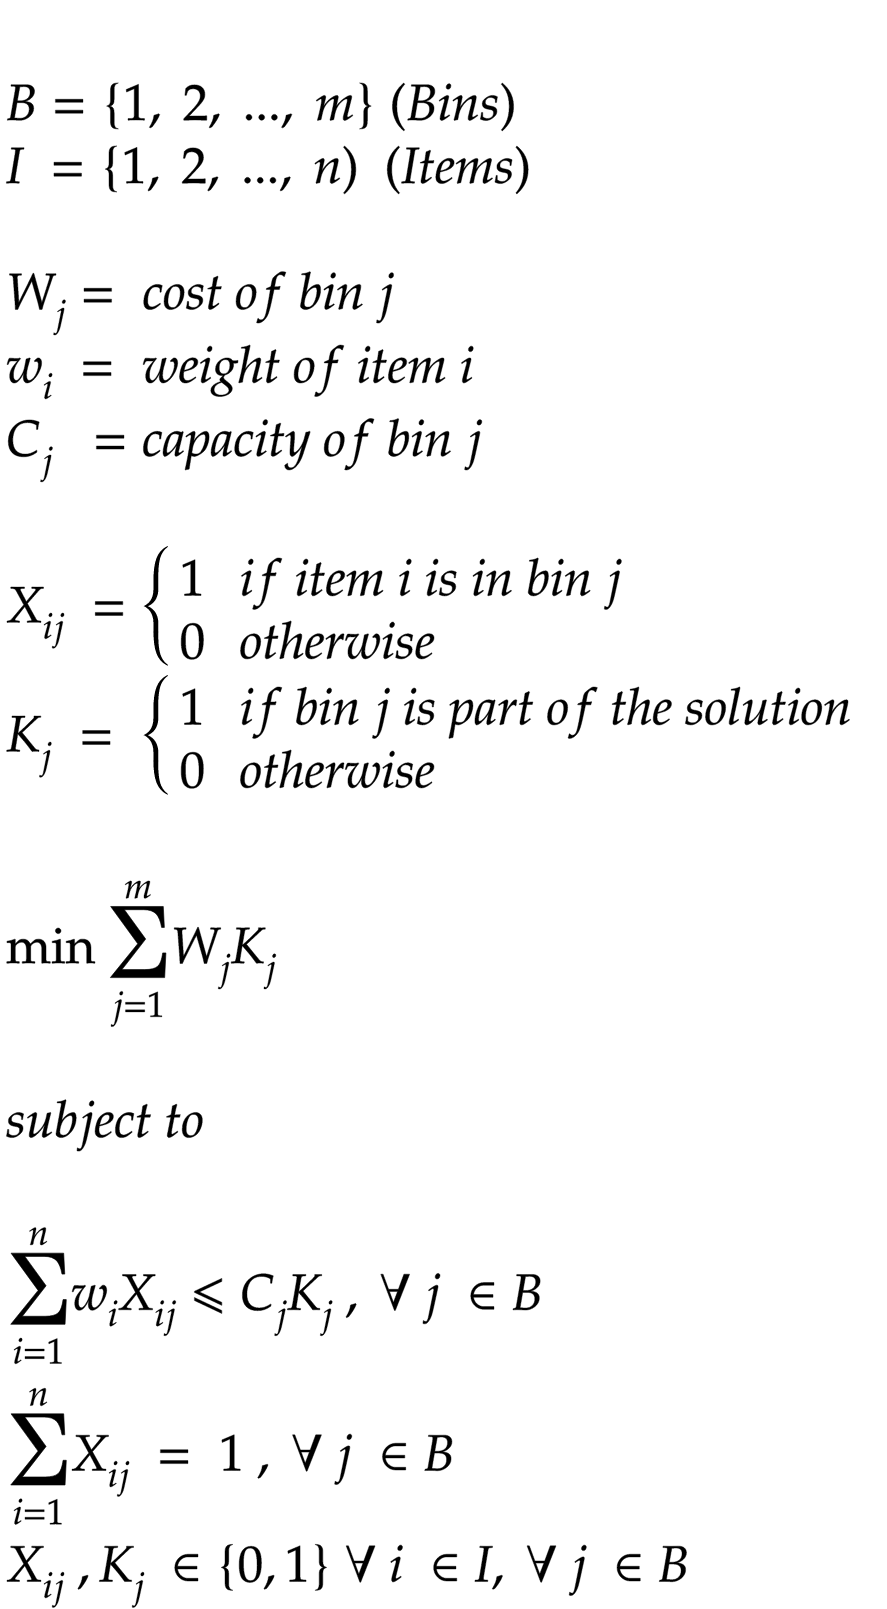 B = {1, 2, ..., m} (Bins)
I = {1, 2, ..., n) (Items)
W_j = cost of bin j
w_i = weight of item i
C_j = capacity of bin j
X_ij = { 1 if item i is in bin j
0 otherwise
K_j = { 1 if bin j is part of the solution
0 otherwise
min ∑_{j=1}^{m} W_j K_j
subject to
∑_{i=1}^{n} w_i X_ij ⩽ C_j K_j , ∀ j ∈ B
∑_{i=1}^{n} X_ij = 1 , ∀ j ∈ B
X_ij , K_j ∈ {0, 1} ∀ i ∈ I, ∀ j ∈ B